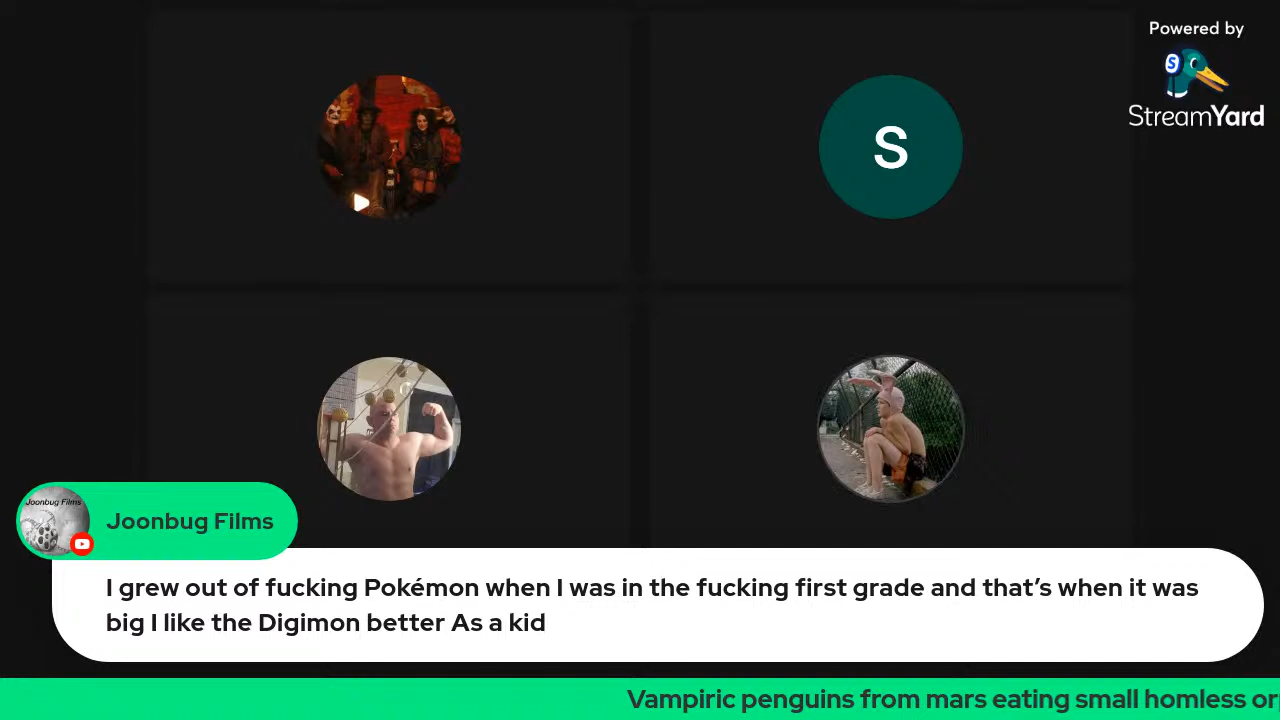 Powered by
S
StreamYard
S
Joonbug Films
Joonbug Films
I grew out of fucking Pokémon when I was in the fucking first grade and that’s when it was
big I like the Digimon better As a kid
Vampiric penguins from mars eating small homless or